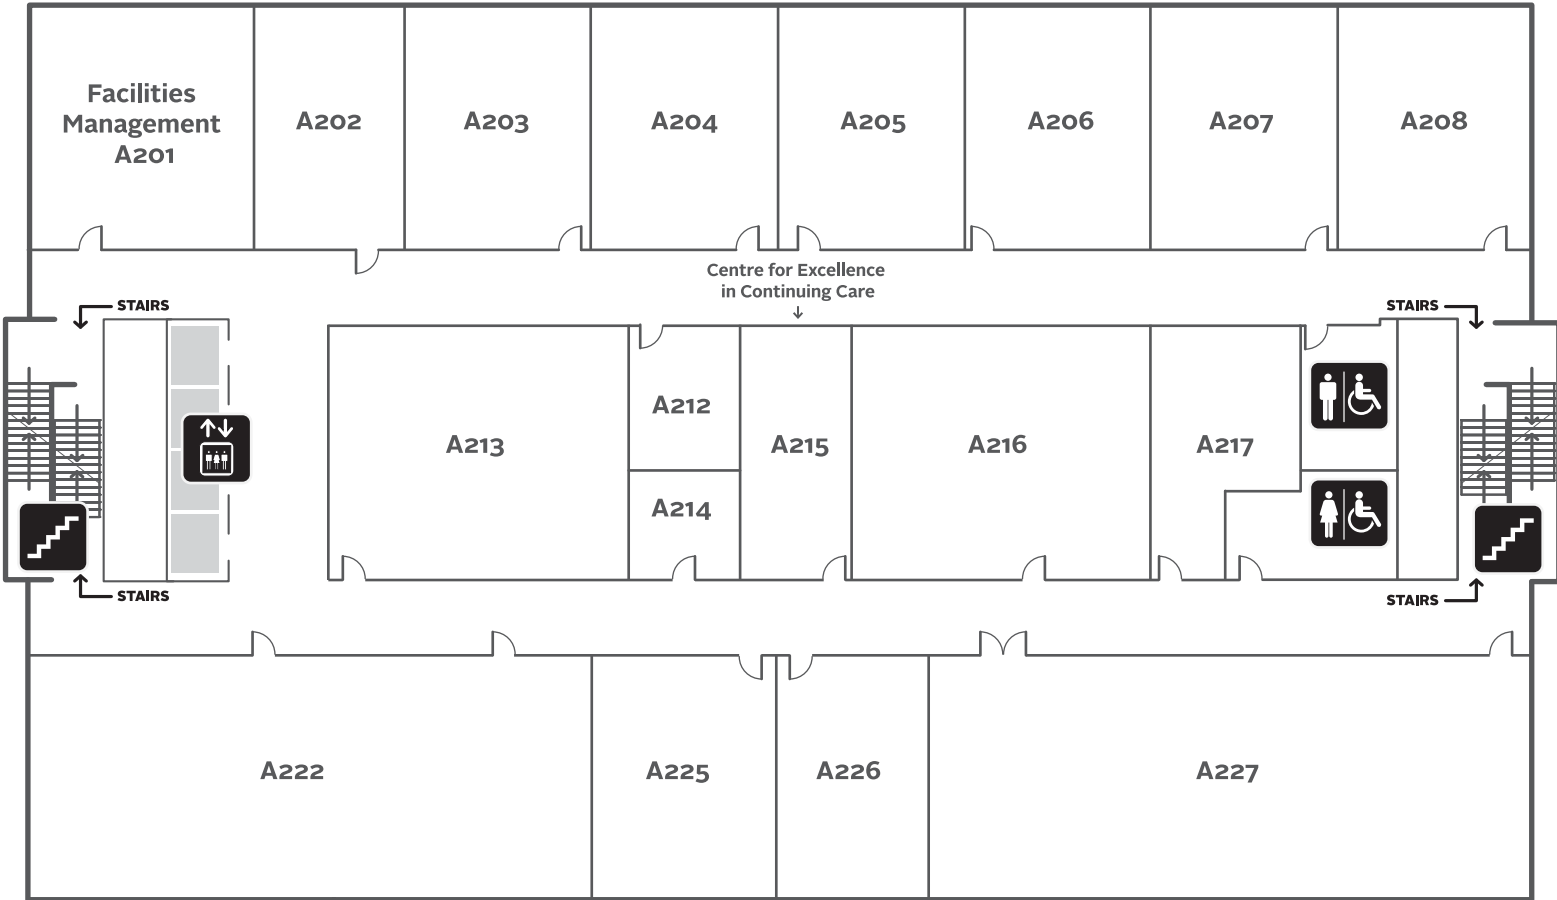 Facilities
Management
A201
A202
A203
A204
A205
A206
A207
A208
Centre for Excellence
in Continuing Care
STAIRS
STAIRS
A213
A212
A214
A215
A216
A217
STAIRS
STAIRS
A222
A225
A226
A227